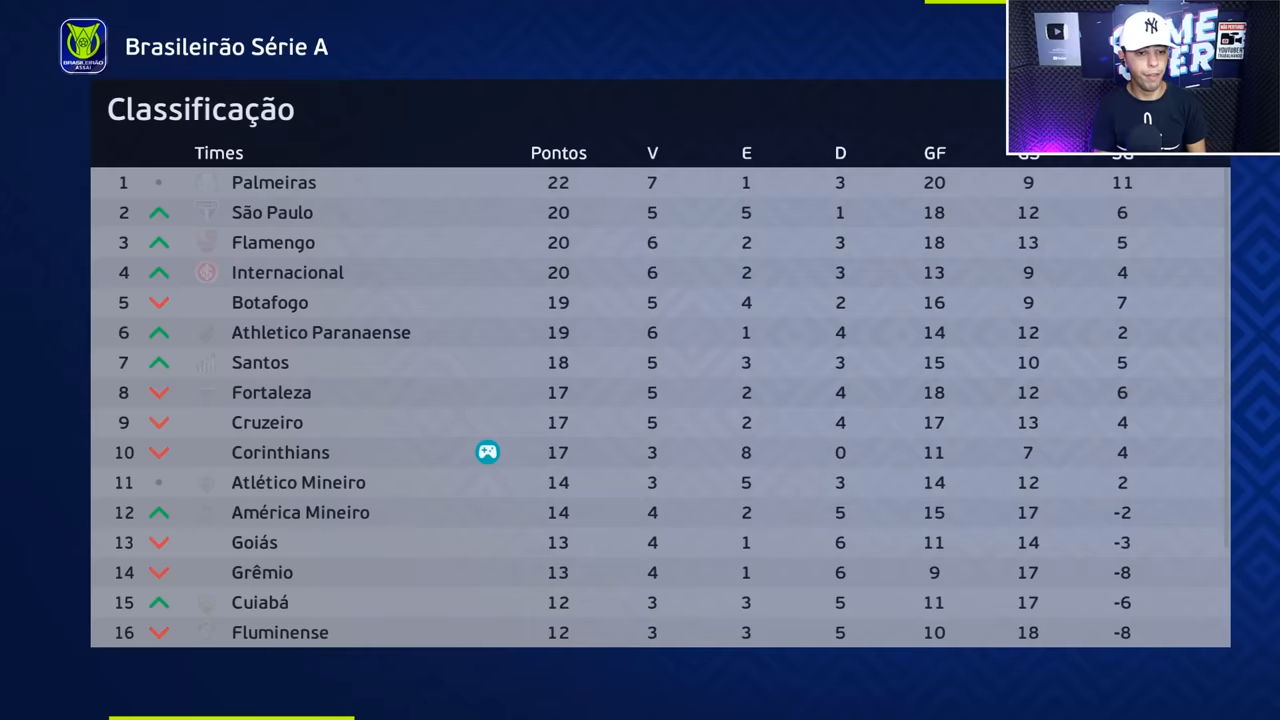 BRASILEIRÃO
ASSAÍ
Brasileirão Série A
Classificação
Times Pontos V E D GF GS SG
1 Palmeiras 22 7 1 3 20 9 11
2 São Paulo 20 5 5 1 18 12 6
3 Flamengo 20 6 2 3 18 13 5
4 Internacional 20 6 2 3 13 9 4
5 Botafogo 19 5 4 2 16 9 7
6 Athletico Paranaense 19 6 1 4 14 12 2
7 Santos 18 5 3 3 15 10 5
8 Fortaleza 17 5 2 4 18 12 6
9 Cruzeiro 17 5 2 4 17 13 4
10 Corinthians 17 3 8 0 11 7 4
11 Atlético Mineiro 14 3 5 3 14 12 2
12 América Mineiro 14 4 2 5 15 17 -2
13 Goiás 13 4 1 6 11 14 -3
14 Grêmio 13 4 1 6 9 17 -8
15 Cuiabá 12 3 3 5 11 17 -6
16 Fluminense 12 3 3 5 10 18 -8
NY
YOUTUBER
TRABALHANDO